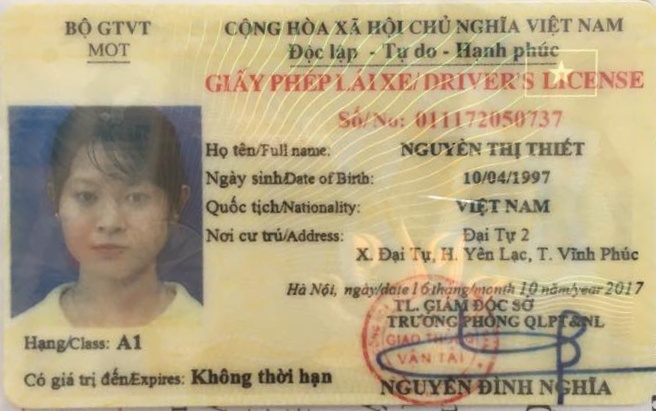 BỘ GTVT
MOT
CỘNG HÒA XÃ HỘI CHỦ NGHĨA VIỆT NAM
Độc lập - Tự do - Hạnh phúc
GIẤY PHÉP LÁI XE/ DRIVER'S LICENSE
Số/No: 011172050737
Họ tên/Full name: NGUYỄN THỊ THIẾT
Ngày sinh/Date of Birth: 10/04/1997
Quốc tịch/Nationality: VIỆT NAM
Nơi cư trú/Address: Đại Tự 2
X. Đại Tự, H. Yên Lạc, T. Vĩnh Phúc
Hà Nội, ngày/date 16 tháng/month 10 năm/year 2017
TL. GIÁM ĐỐC SỞ
TRƯỞNG PHÒNG QLPT&NL
GIAO THÔNG
VẬN TẢI
Hạng/Class: A1
Có giá trị đến/Expires: Không thời hạn
NGUYỄN ĐÌNH NGHĨA